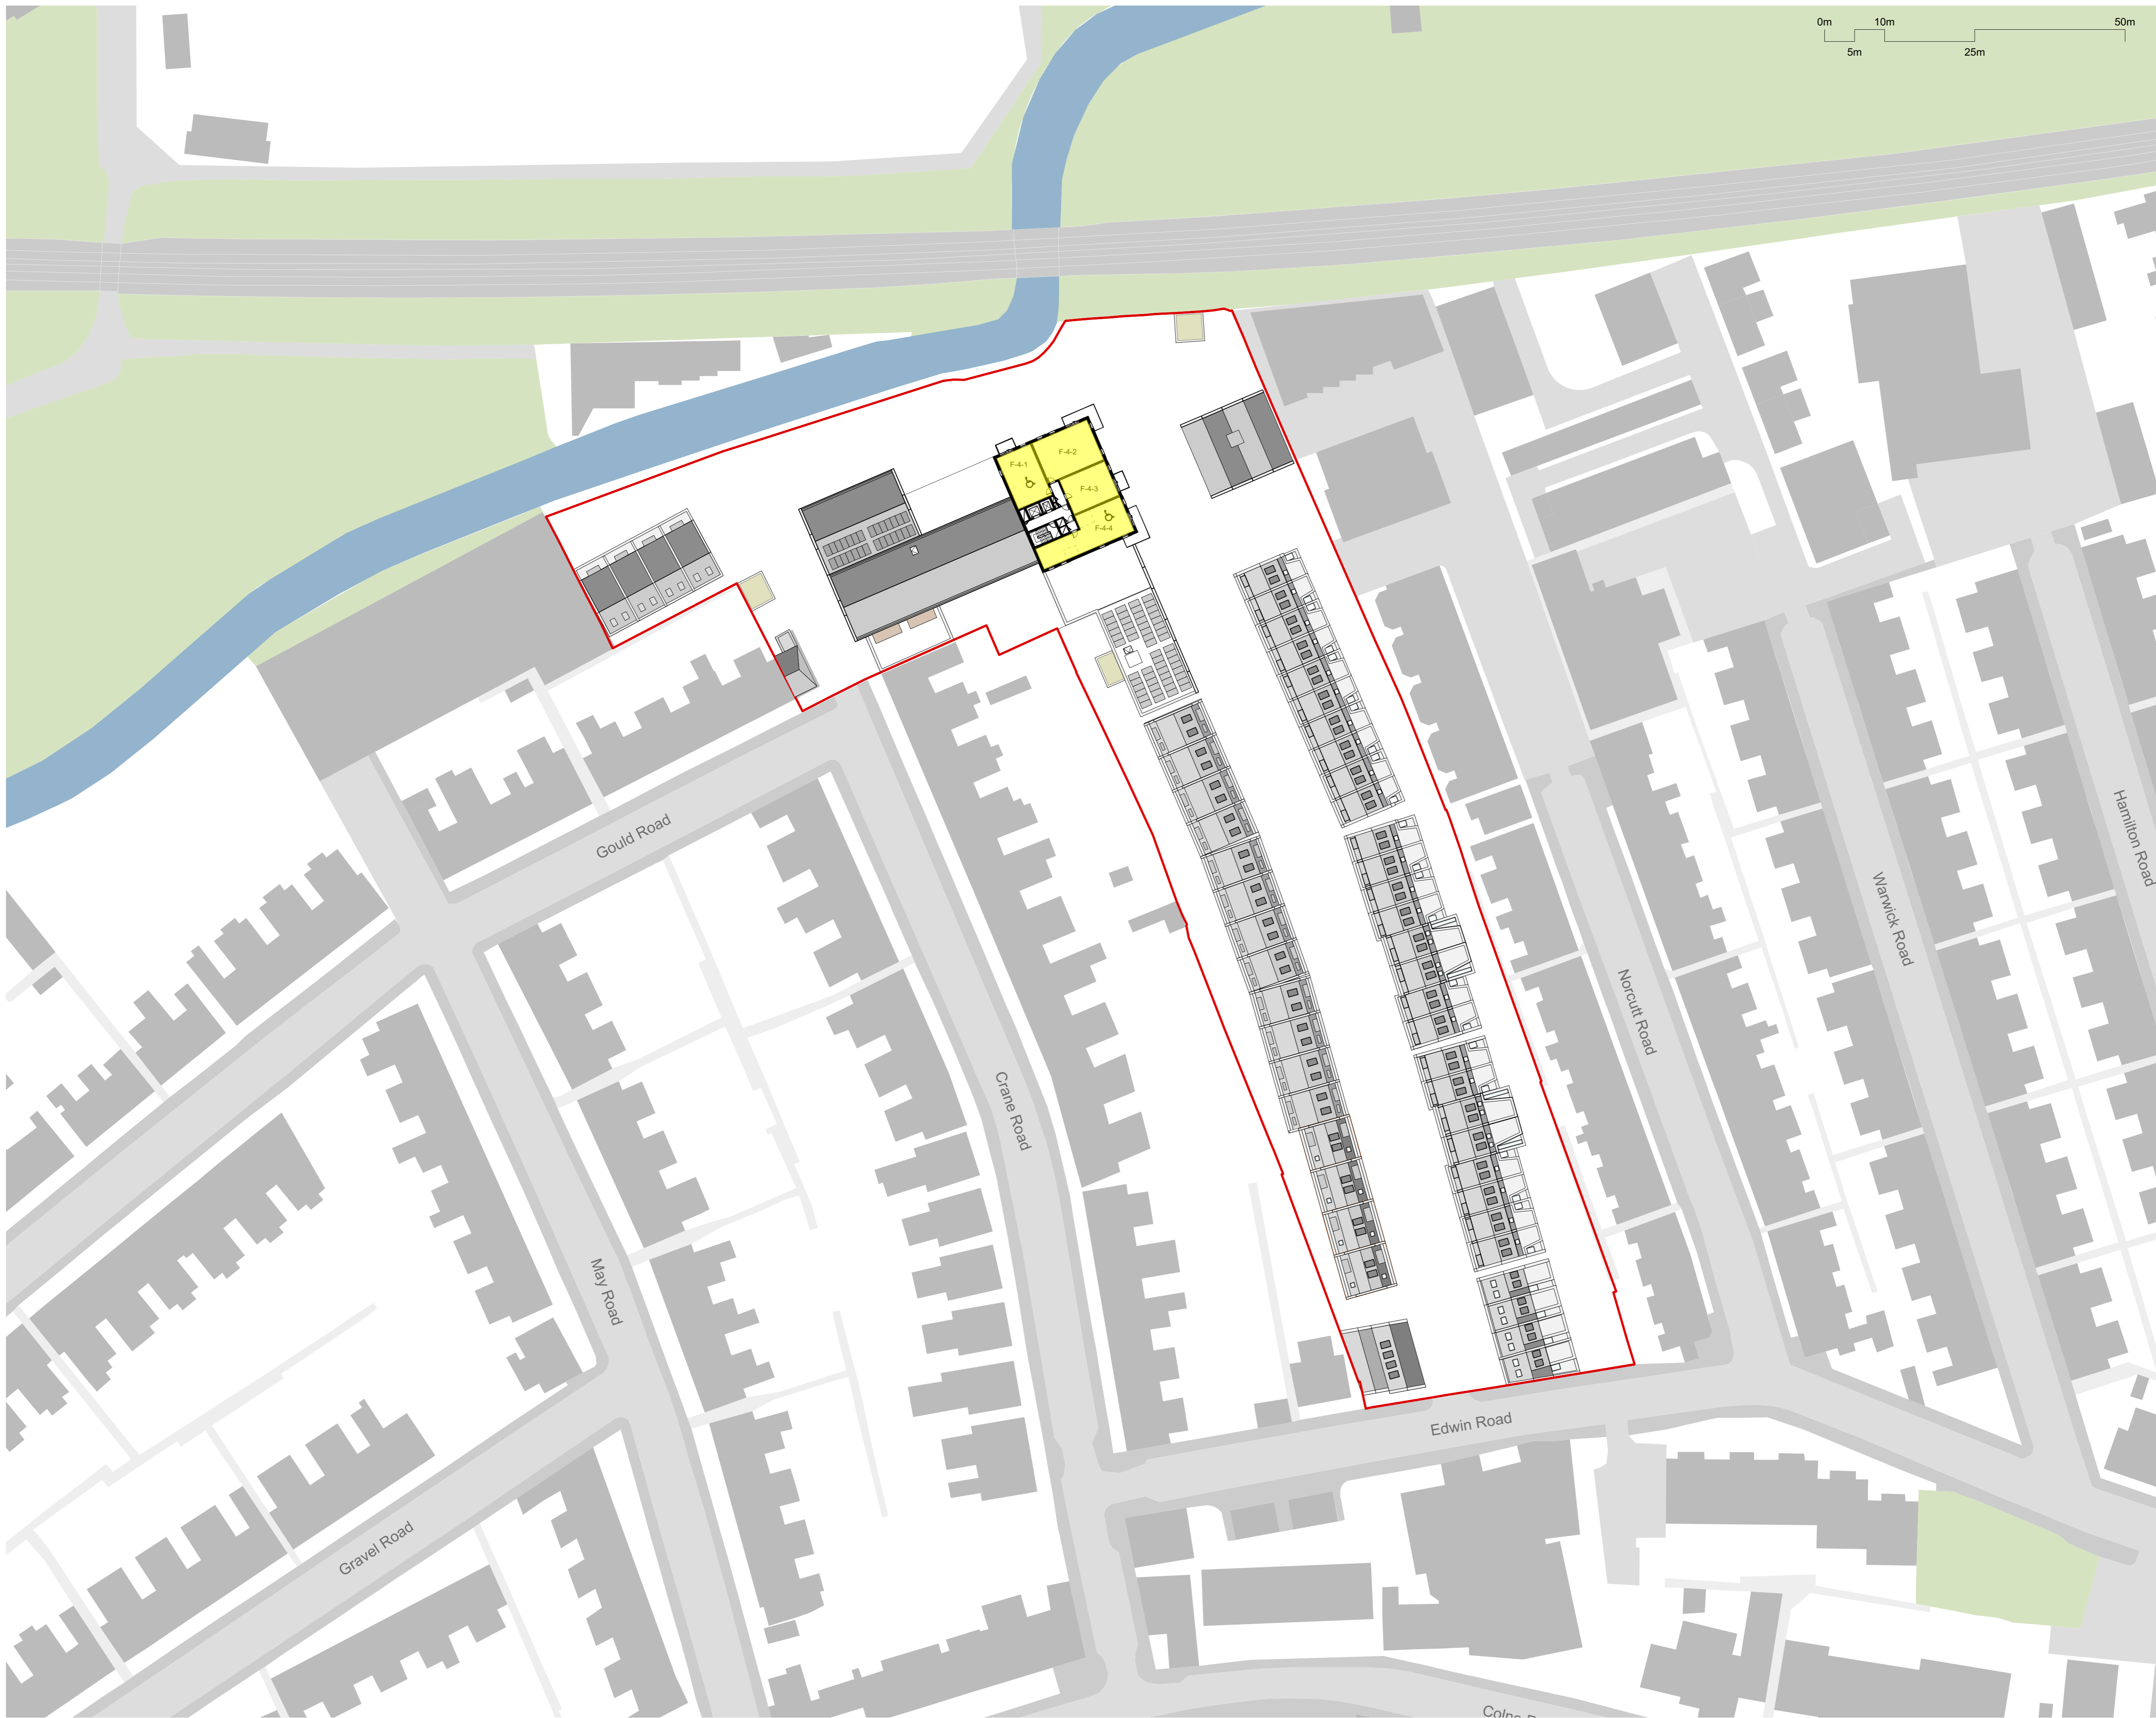 0m 10m 50m
5m 25m
F-4-1
F-4-2
F-4-3
F-4-4
Gould Road
Hamilton Road
Warwick Road
Norcutt Road
Crane Road
May Road
Edwin Road
Gravel Road
Colne